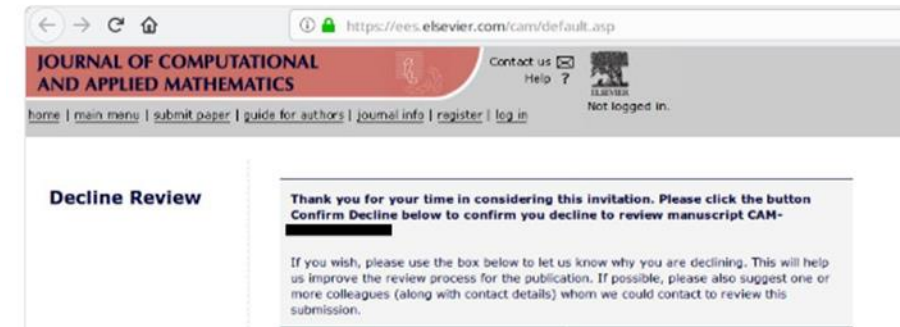 https://ees.elsevier.com/cam/default.asp
JOURNAL OF COMPUTATIONAL
AND APPLIED MATHEMATICS
Contact us
Help ?
ELSEVIER
Not logged in.
home | main menu | submit paper | guide for authors | journal info | register | log in
Decline Review
Thank you for your time in considering this invitation. Please click the button
Confirm Decline below to confirm you decline to review manuscript CAM-
If you wish, please use the box below to let us know why you are declining. This will help
us improve the review process for the publication. If possible, please also suggest one or
more colleagues (along with contact details) whom we could contact to review this
submission.